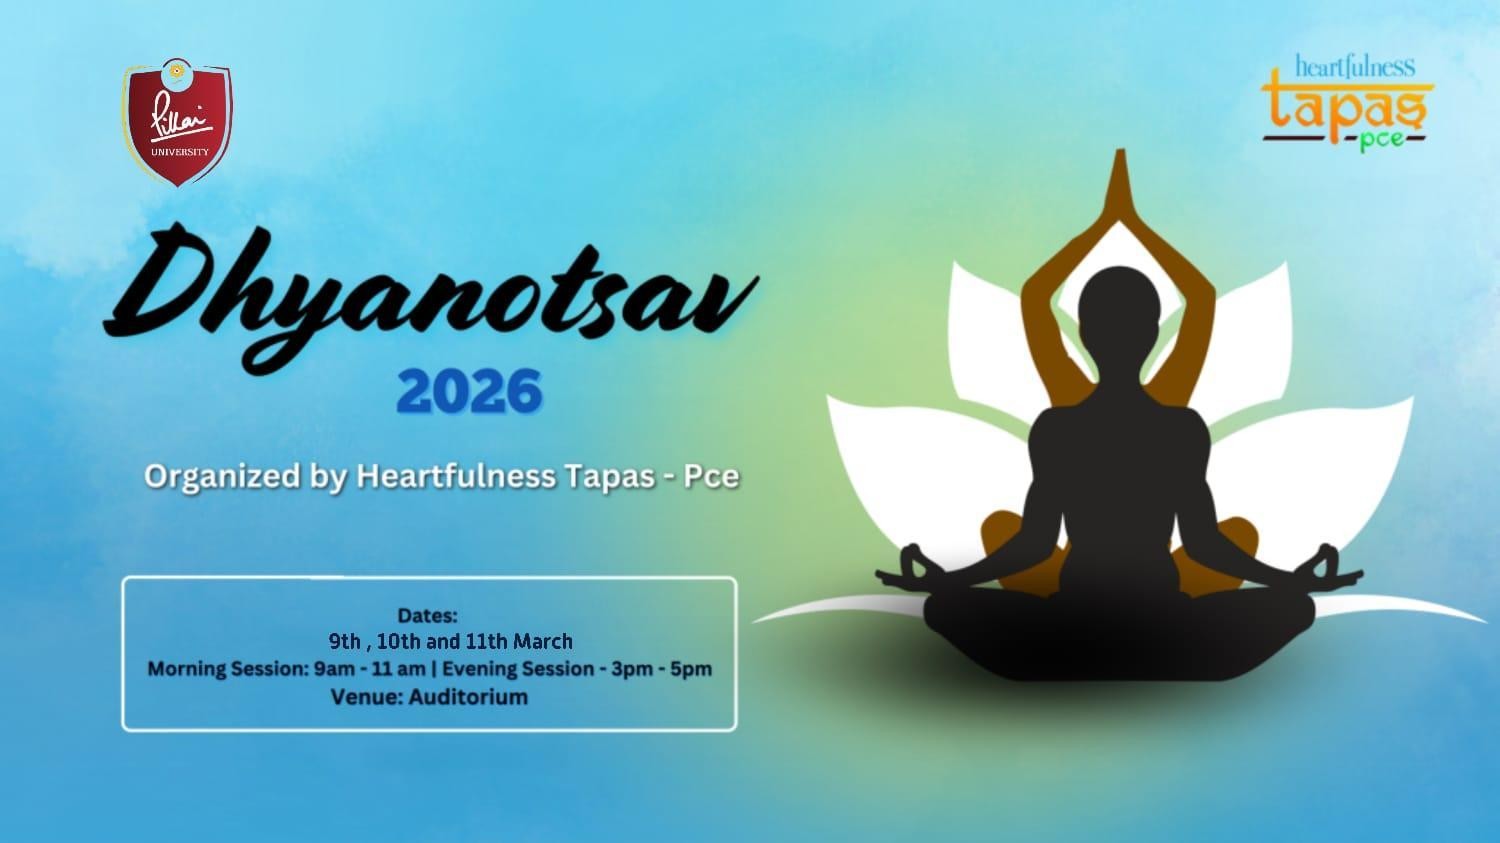 Pillai
UNIVERSITY
heartfulness
tapas
-pce-
Dhyanotsav
2026
Organized by Heartfulness Tapas - Pce
Dates:
9th , 10th and 11th March
Morning Session: 9am - 11 am | Evening Session - 3pm - 5pm
Venue: Auditorium